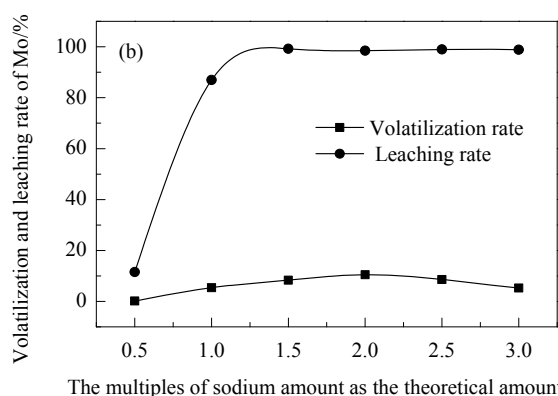 Volatilization and leaching rate of Mo/%
100
80
60
40
20
0
(b)
Volatilization rate
Leaching rate
0.5 1.0 1.5 2.0 2.5 3.0
The multiples of sodium amount as the theoretical amount